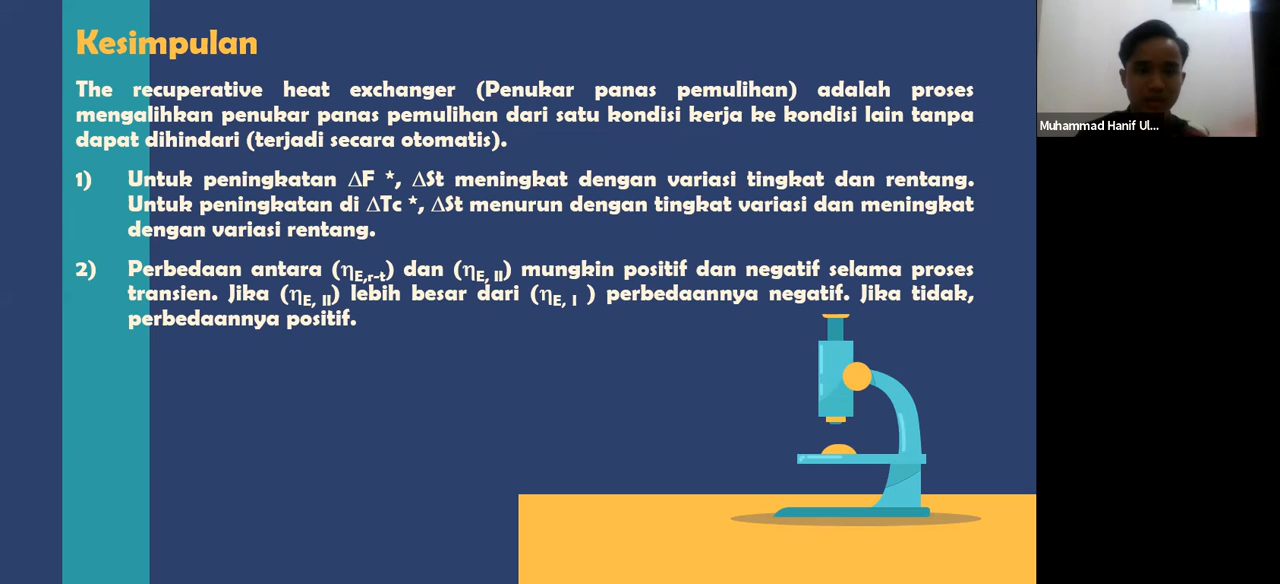 Kesimpulan
The recuperative heat exchanger (Penukar panas pemulihan) adalah proses
mengalihkan penukar panas pemulihan dari satu kondisi kerja ke kondisi lain tanpa
dapat dihindari (terjadi secara otomatis).
1) Untuk peningkatan ΔF *, ΔSt meningkat dengan variasi tingkat dan rentang.
Untuk peningkatan di ΔTc *, ΔSt menurun dengan tingkat variasi dan meningkat
dengan variasi rentang.
2) Perbedaan antara (ηE,r-t) dan (ηE, II) mungkin positif dan negatif selama proses
transien. Jika (ηE, II) lebih besar dari (ηE, I ) perbedaannya negatif. Jika tidak,
perbedaannya positif.
Muhammad Hanif Ul...